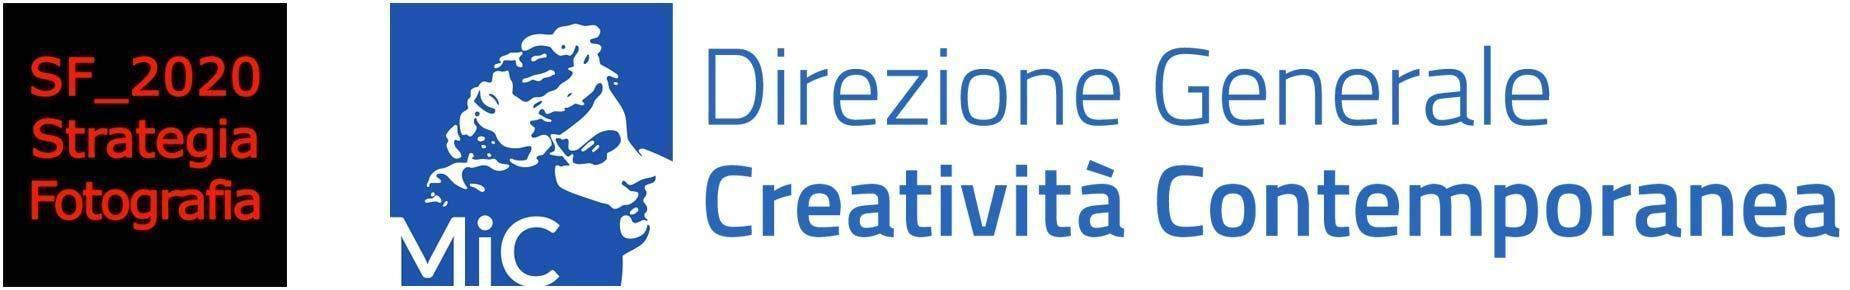 SF_2020
Strategia
Fotografia
MiC
Direzione Generale
Creatività Contemporanea